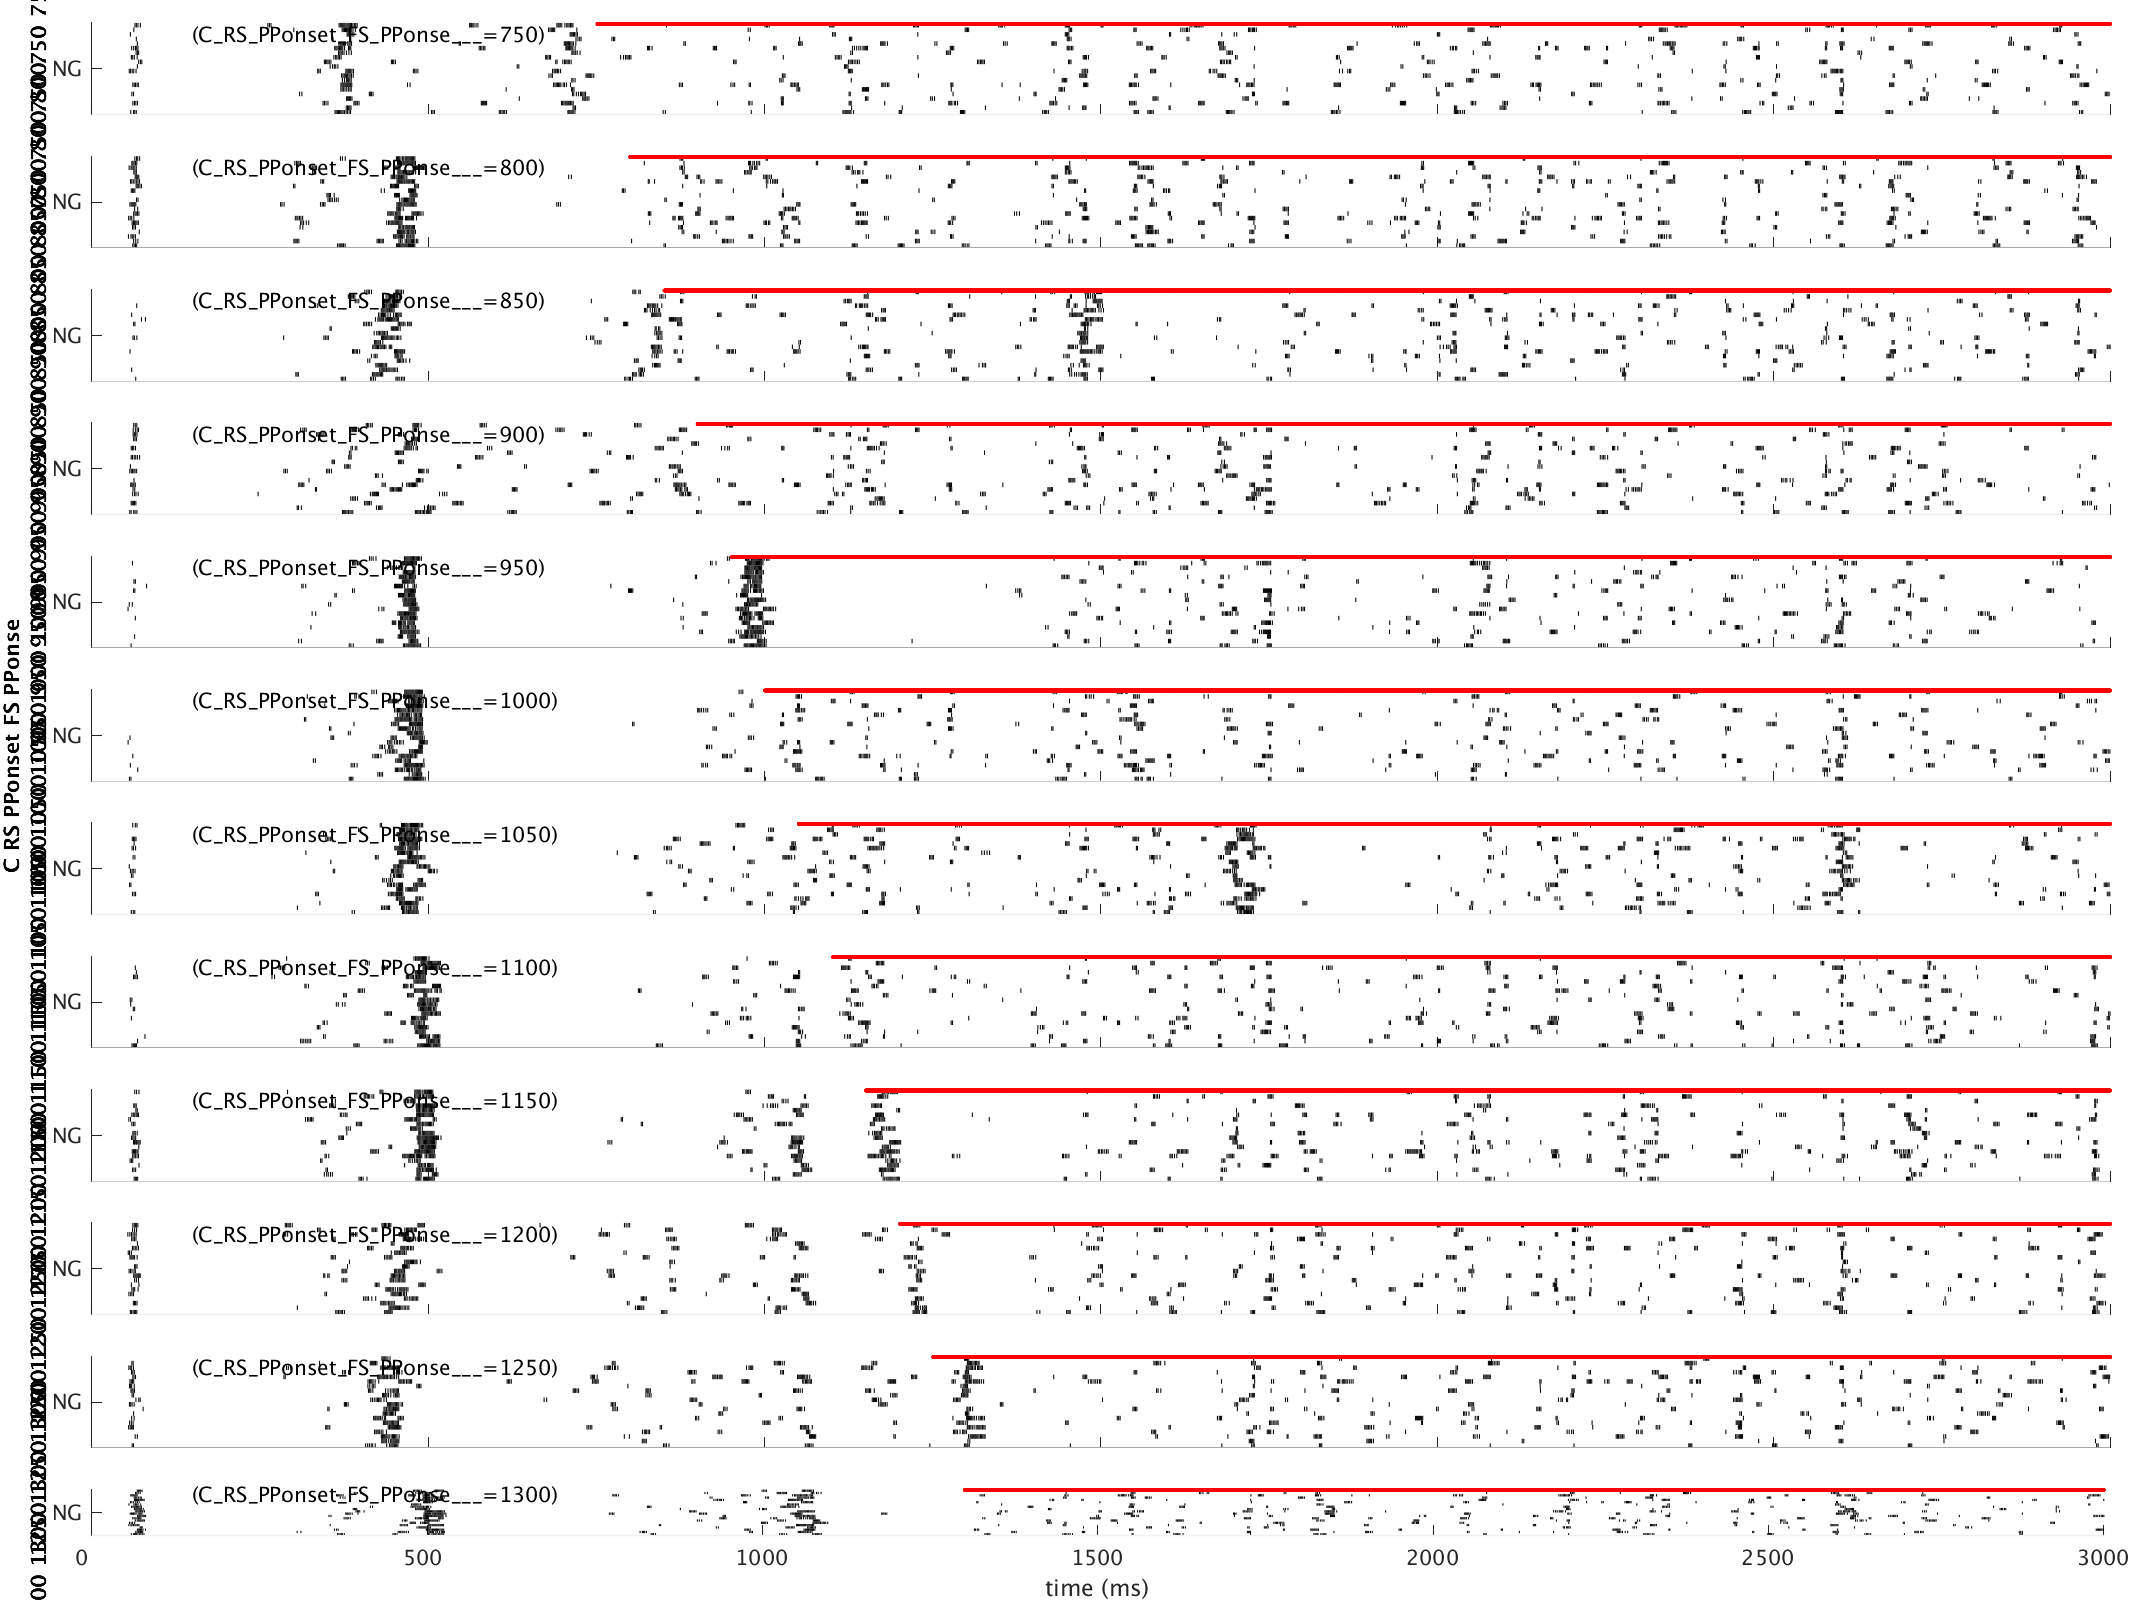 (C_RS_PPonset_FS_PPonse___=750)
NG
(C_RS_PPonset_FS_PPonse___=800)
NG
(C_RS_PPonset_FS_PPonse___=850)
NG
(C_RS_PPonset_FS_PPonse___=900)
NG
(C_RS_PPonset_FS_PPonse___=950)
NG
(C_RS_PPonset_FS_PPonse___=1000)
NG
C RS PPonset FS PPonse
(C_RS_PPonset_FS_PPonse___=1050)
NG
(C_RS_PPonset_FS_PPonse___=1100)
NG
(C_RS_PPonset_FS_PPonse___=1150)
NG
(C_RS_PPonset_FS_PPonse___=1200)
NG
(C_RS_PPonset_FS_PPonse___=1250)
NG
(C_RS_PPonset_FS_PPonse___=1300)
NG
0 500 1000 1500 2000 2500 3000
time (ms)